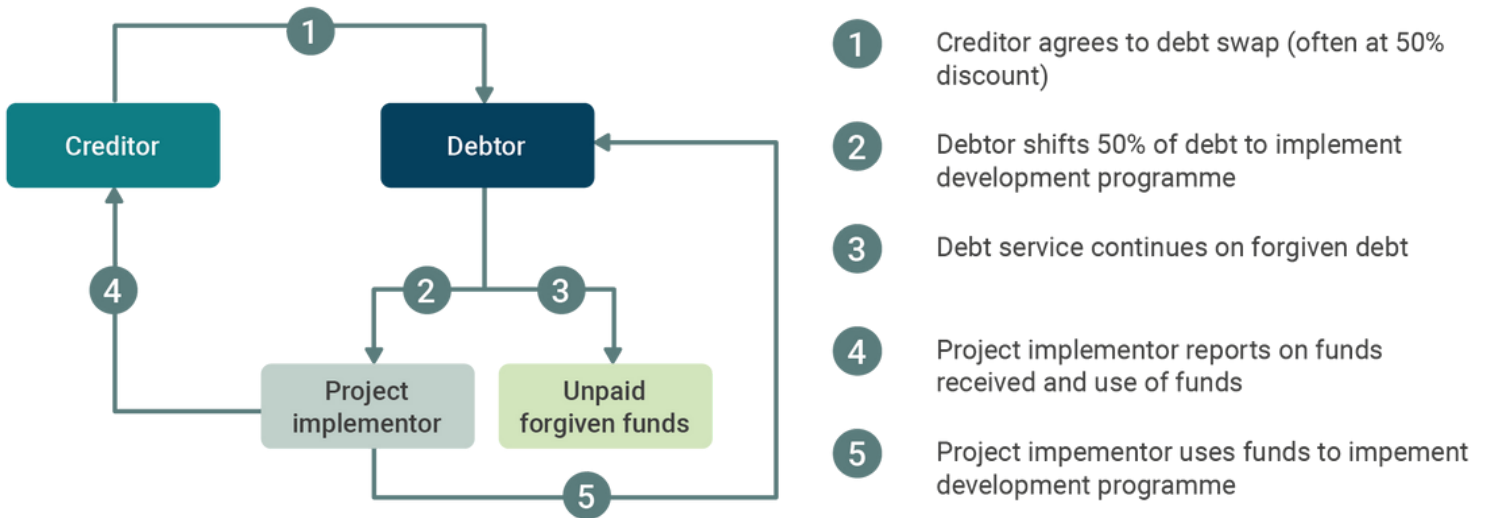 1
Creditor
Debtor
2
3
4
Project
implementor
Unpaid
forgiven funds
5
1
Creditor agrees to debt swap (often at 50%
discount)
2
Debtor shifts 50% of debt to implement
development programme
3
Debt service continues on forgiven debt
4
Project implementor reports on funds
received and use of funds
5
Project impementor uses funds to impement
development programme